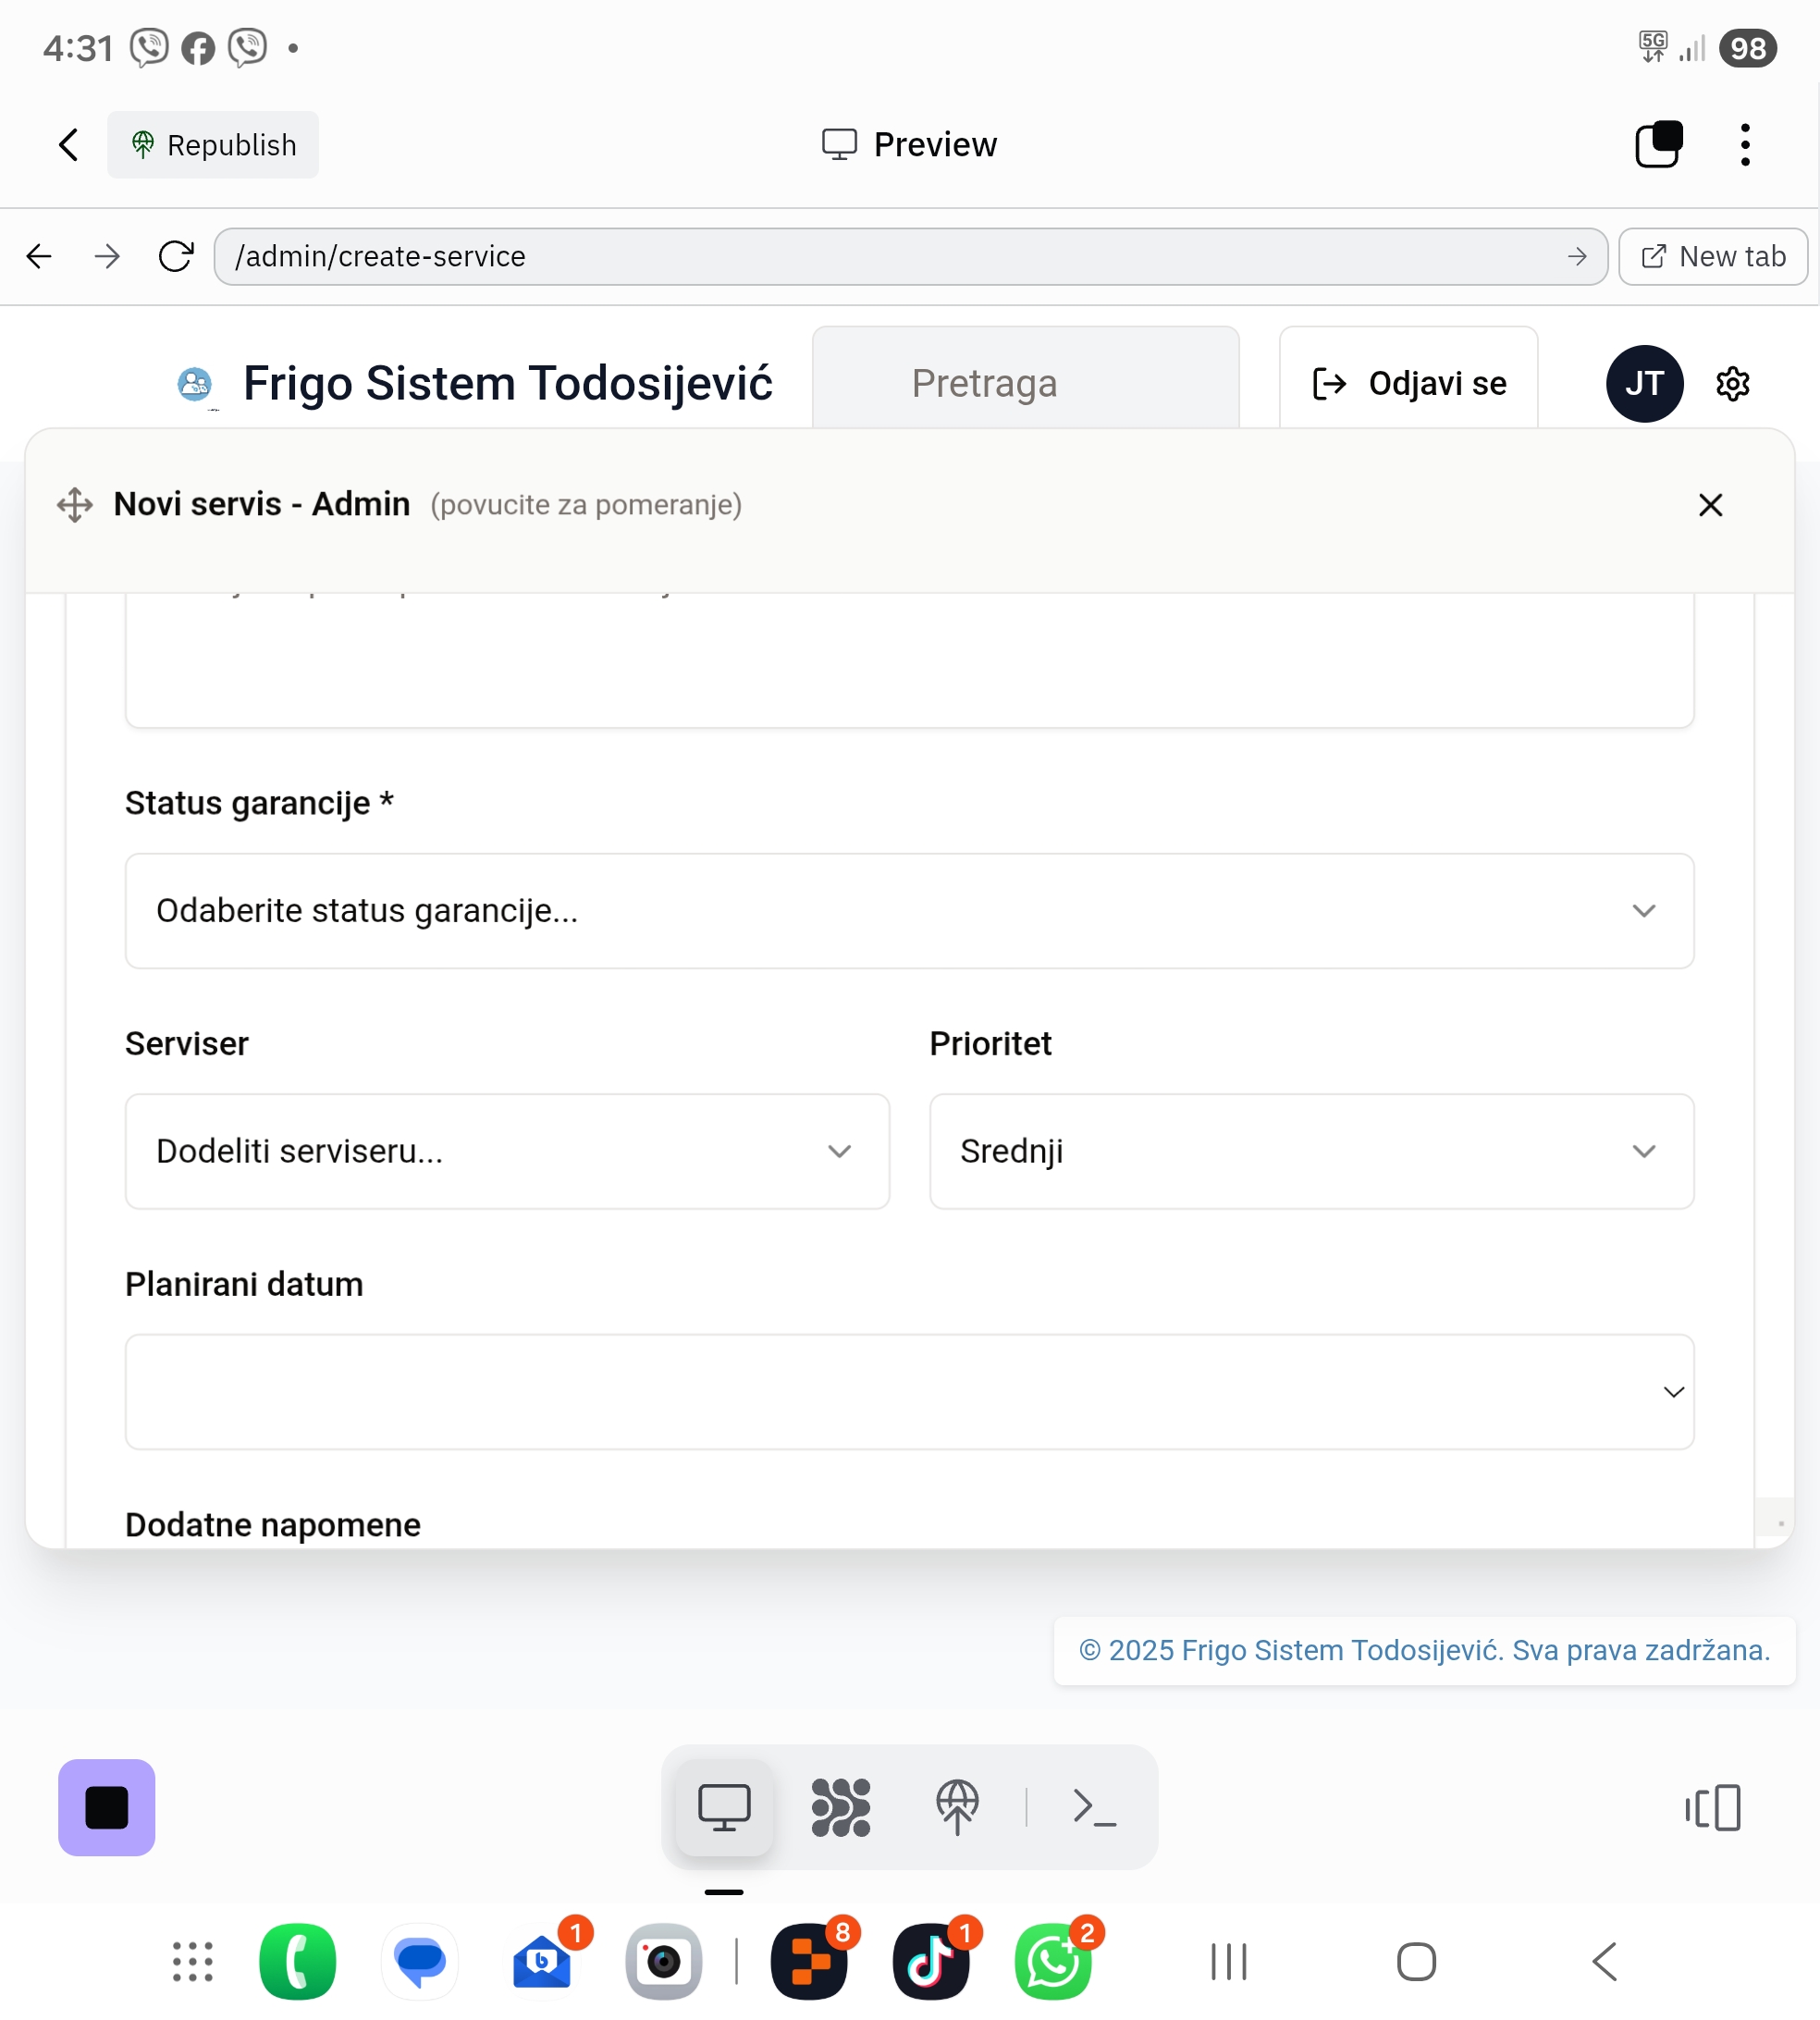 4:31
5G
98
Republish
Preview
/admin/create-service
New tab
Frigo Sistem Todosijević
Pretraga
Odjavi se
JT
Novi servis - Admin (povucite za pomeranje)
Status garancije *
Odaberite status garancije...
Serviser
Prioritet
Dodeliti serviseru...
Srednji
Planirani datum
Dodatne napomene
© 2025 Frigo Sistem Todosijević. Sva prava zadržana.
1
8
1
2